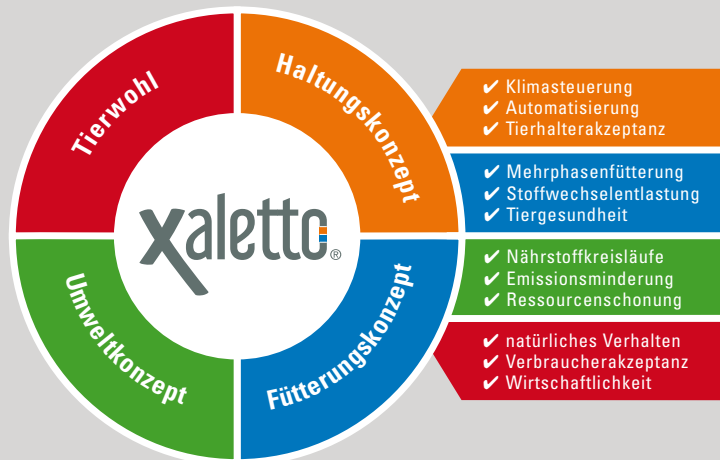 Tierwohl
Haltungskonzept
xaletto®
Umweltkonzept
Fütterungskonzept
✔ Klimasteuerung
✔ Automatisierung
✔ Tierhalterakzeptanz
✔ Mehrphasenfütterung
✔ Stoffwechselentlastung
✔ Tiergesundheit
✔ Nährstoffkreisläufe
✔ Emissionsminderung
✔ Ressourcenschonung
✔ natürliches Verhalten
✔ Verbraucherakzeptanz
✔ Wirtschaftlichkeit